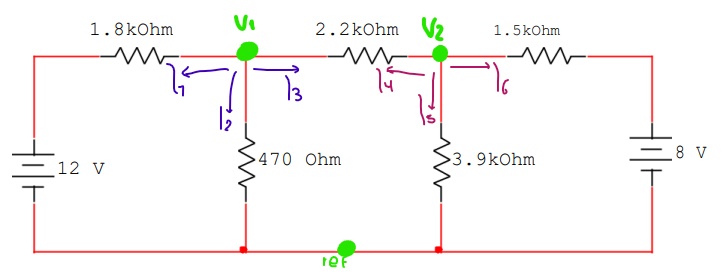 V1
1.8kOhm
2.2kOhm
V2
1.5kOhm
I1
I2
I3
I4
I5
I6
12 V
470 Ohm
3.9kOhm
8 V
ref